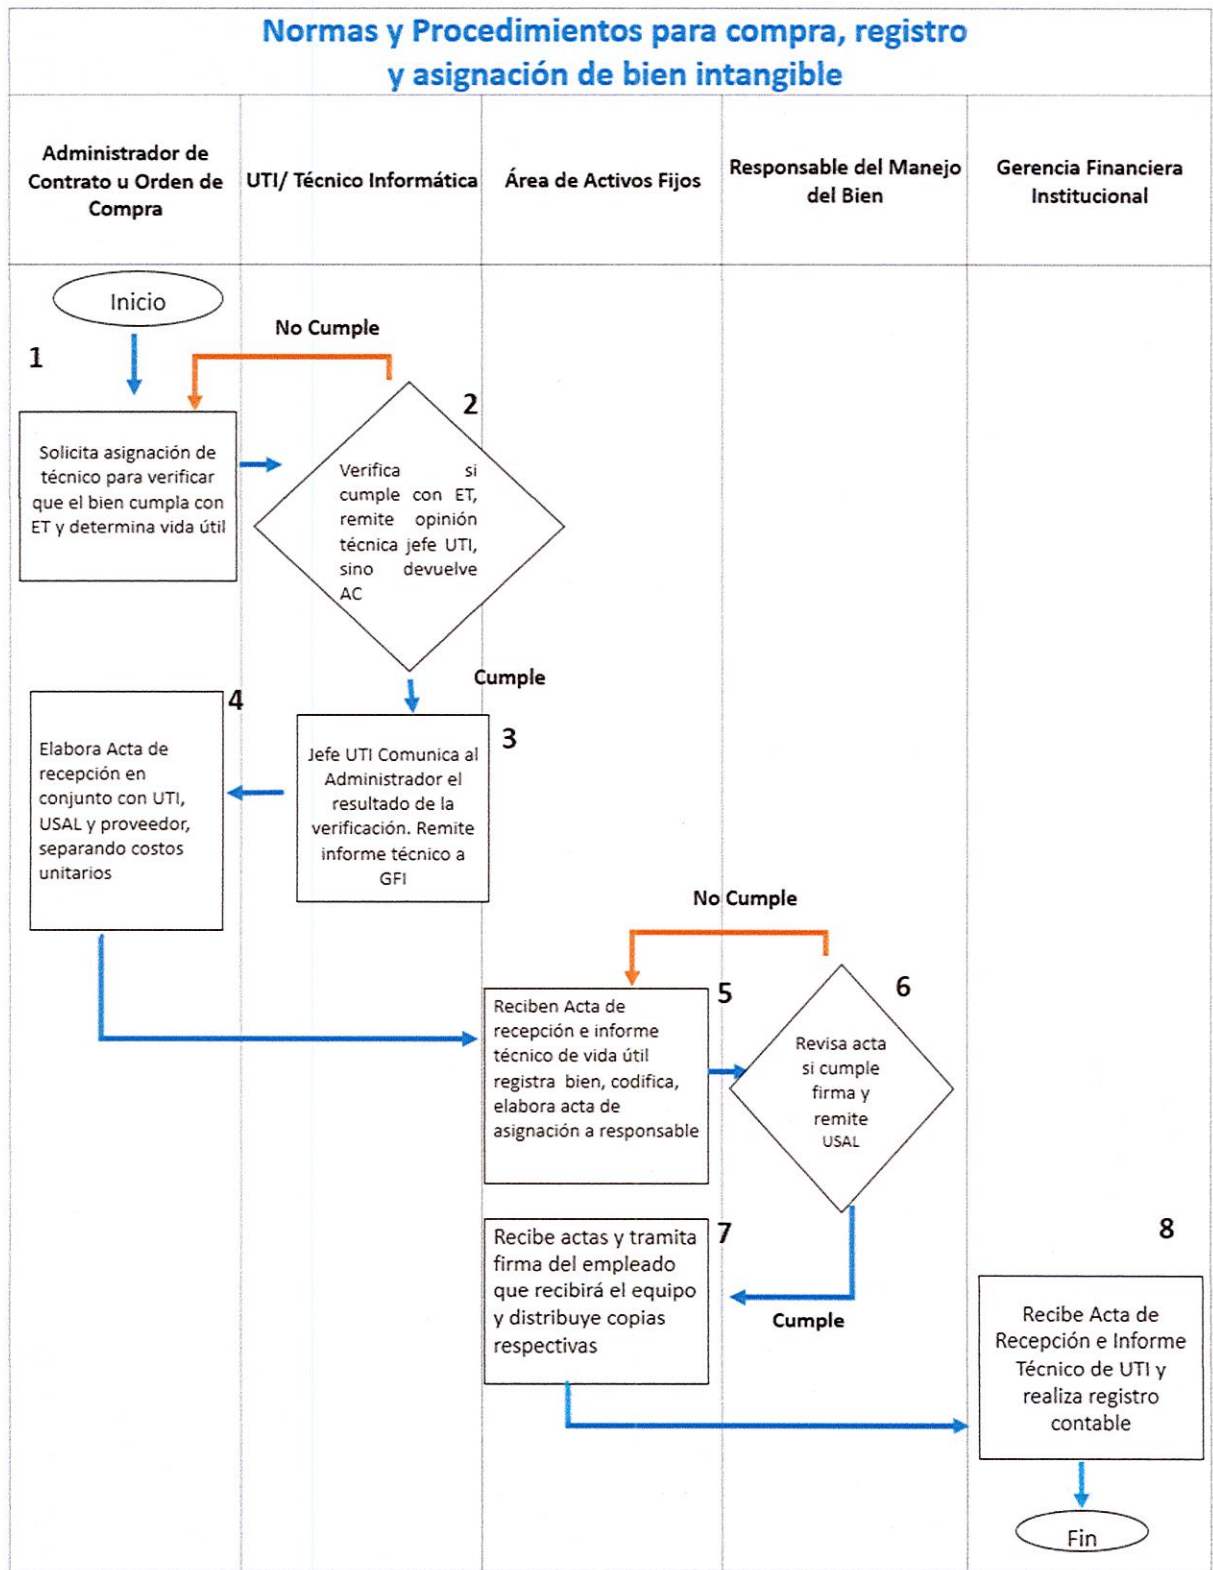 Normas y Procedimientos para compra, registro
y asignación de bien intangible
Administrador de
Contrato u Orden de
Compra
UTI/ Técnico Informática
Área de Activos Fijos
Responsable del Manejo
del Bien
Gerencia Financiera
Institucional
Inicio
No Cumple
1
Solicita asignación de
técnico para verificar
que el bien cumpla con
ET y determina vida útil
2
Verifica si
cumple con ET,
remite opinión
técnica jefe UTI,
sino devuelve
AC
Cumple
3
Jefe UTI Comunica al
Administrador el
resultado de la
verificación. Remite
informe técnico a
GFI
4
Elabora Acta de
recepción en
conjunto con UTI,
USAL y proveedor,
separando costos
unitarios
No Cumple
5
Reciben Acta de
recepción e informe
técnico de vida útil
registra bien, codifica,
elabora acta de
asignación a responsable
6
Revisa acta
si cumple
firma y
remite
USAL
Cumple
7
Recibe actas y tramita
firma del empleado
que recibirá el equipo
y distribuye copias
respectivas
8
Recibe Acta de
Recepción e Informe
Técnico de UTI y
realiza registro
contable
Fin